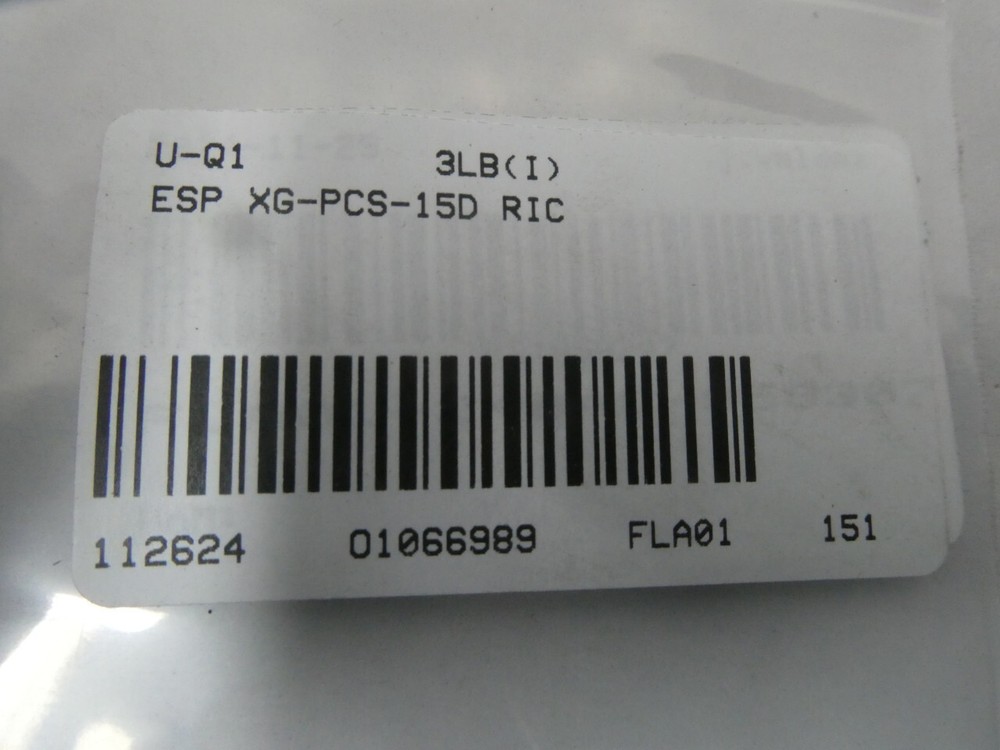 U-Q1 3LB(I)
ESP XG-PCS-15D RIC
112624 01066989 FLA01 151